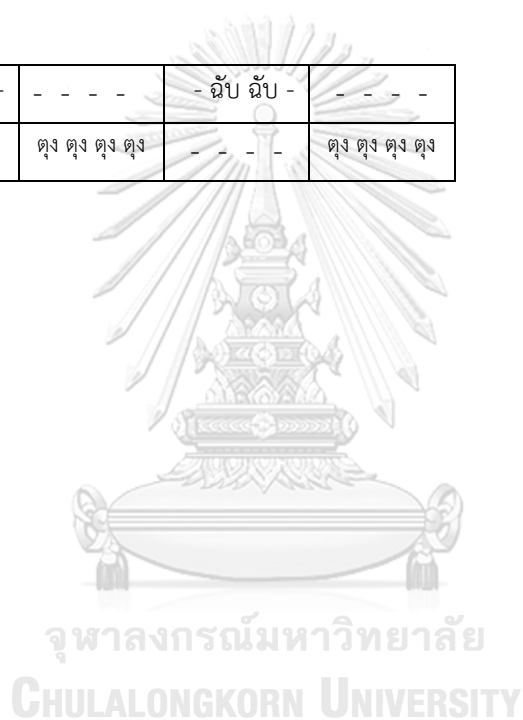 - - - - - - ฉับ ฉับ - - - - -
ตุง ตุง ตุง ตุง - - - - ตุง ตุง ตุง ตุง
จุฬาลงกรณ์มหาวิทยาลัย
CHULALONGKORN UNIVERSITY